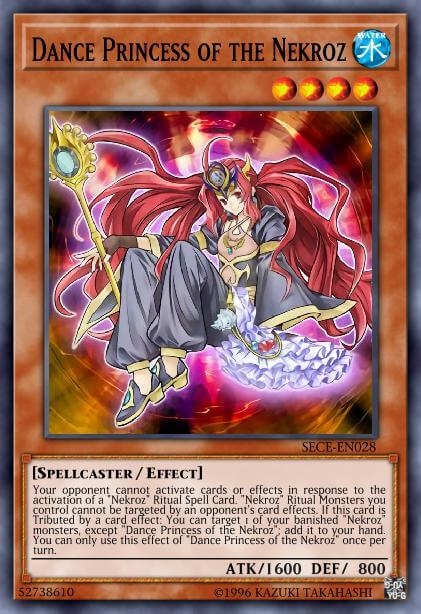 Dance Princess of the Nekroz
WATER
水
SECE-EN028
[Spellcaster / Effect]
Your opponent cannot activate cards or effects in response to the
activation of a "Nekroz" Ritual Spell Card. "Nekroz" Ritual Monsters you
control cannot be targeted by an opponent's card effects. If this card is
Tributed by a card effect: You can target 1 of your banished "Nekroz"
monsters, except "Dance Princess of the Nekroz"; add it to your hand.
You can only use this effect of "Dance Princess of the Nekroz" once per
turn.
ATK/1600 DEF/ 800
52738610
©1996 KAZUKI TAKAHASHI